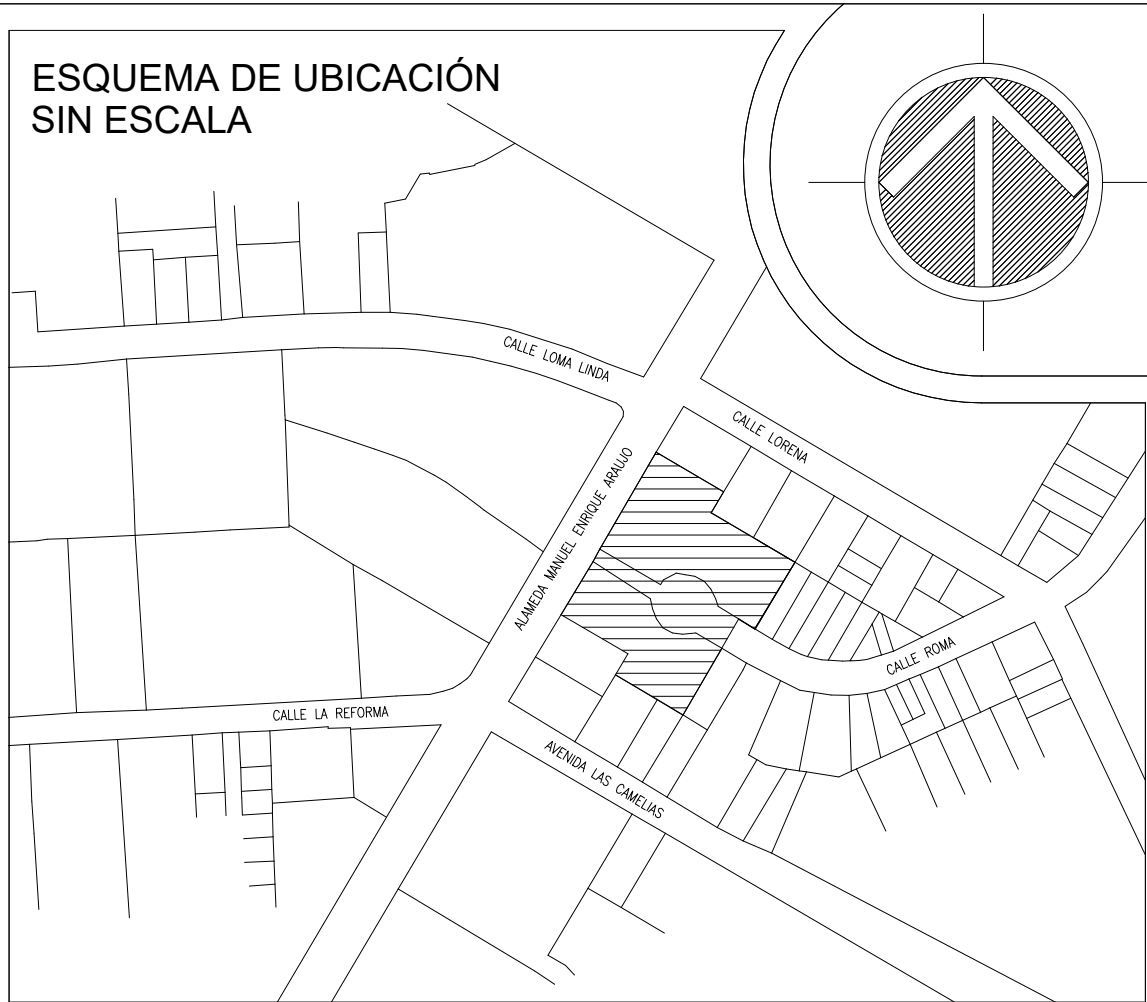 ESQUEMA DE UBICACIÓN
SIN ESCALA
CALLE LOMA LINDA
CALLE LORENA
ALAMEDA MANUEL ENRIQUE ARAUJO
CALLE ROMA
CALLE LA REFORMA
AVENIDA LAS CAMELIAS